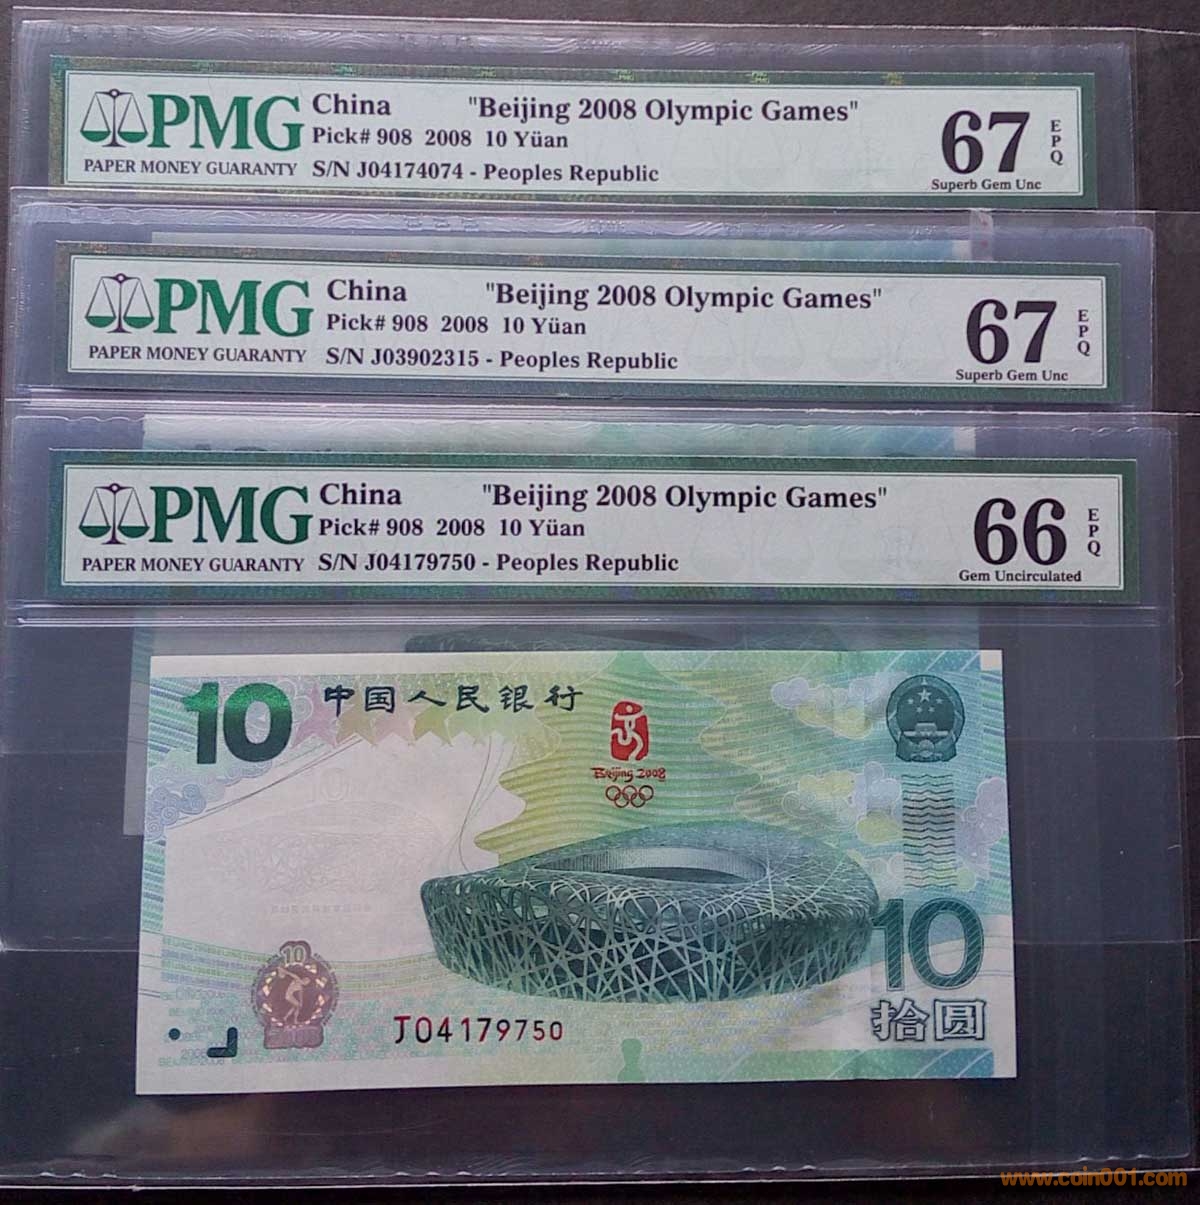 PMG China "Beijing 2008 Olympic Games" 67 EPQ
Pick# 908 2008 10 Yüan
PAPER MONEY GUARANTY S/N J04174074 - Peoples Republic Superb Gem Unc
PMG China "Beijing 2008 Olympic Games" 67 EPQ
Pick# 908 2008 10 Yüan
PAPER MONEY GUARANTY S/N J03902315 - Peoples Republic Superb Gem Unc
PMG China "Beijing 2008 Olympic Games" 66 EPQ
Pick# 908 2008 10 Yüan
PAPER MONEY GUARANTY S/N J04179750 - Peoples Republic Gem Uncirculated
10 中国人民银行
Beijing 2008
10
10
J04179750
拾圆
www.coin001.com